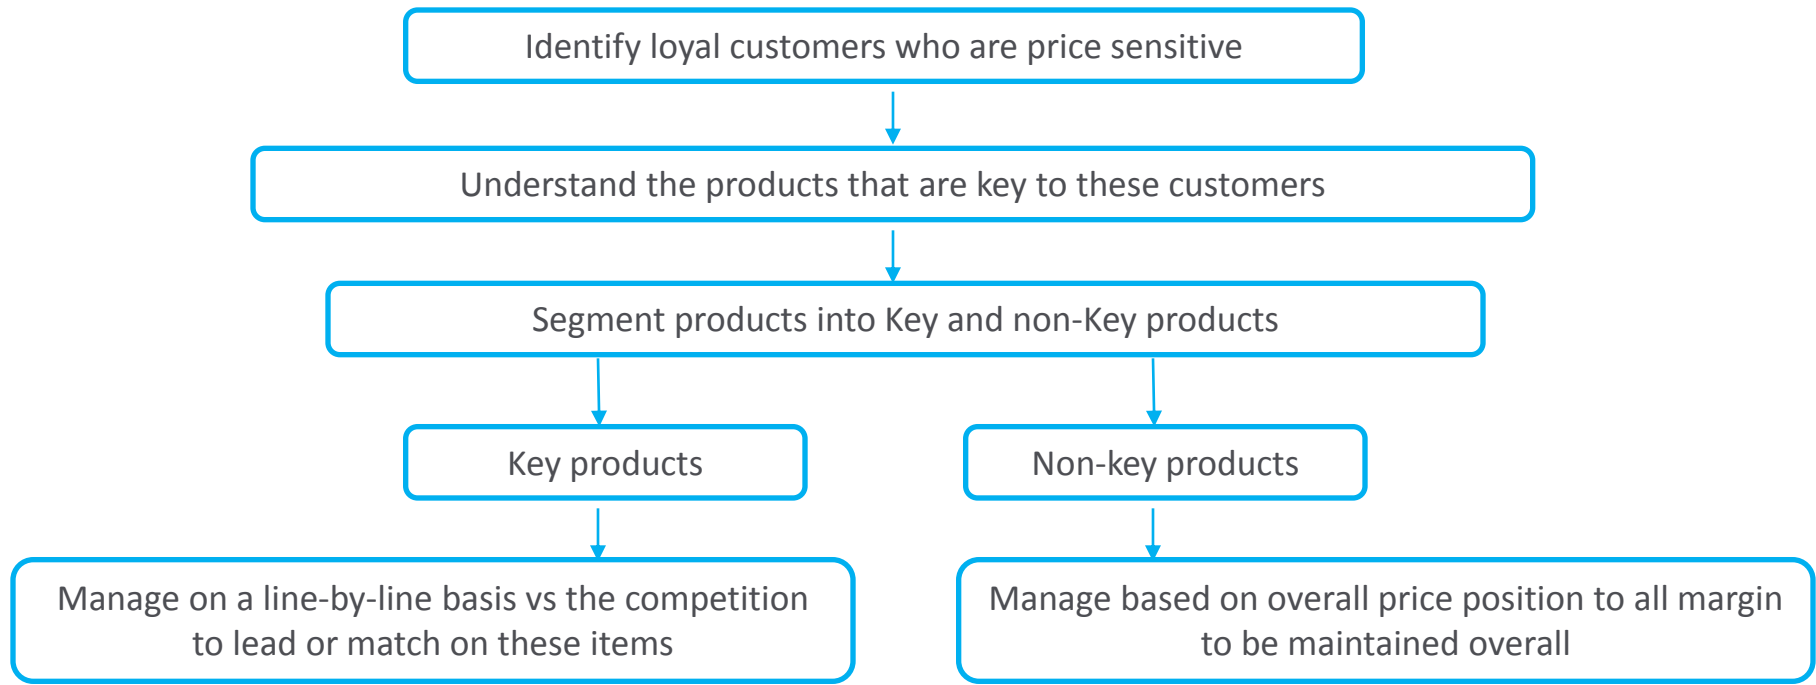 Identify loyal customers who are price sensitive
Understand the products that are key to these customers
Segment products into Key and non-Key products
Key products
Non-key products
Manage on a line-by-line basis vs the competition
to lead or match on these items
Manage based on overall price position to all margin
to be maintained overall